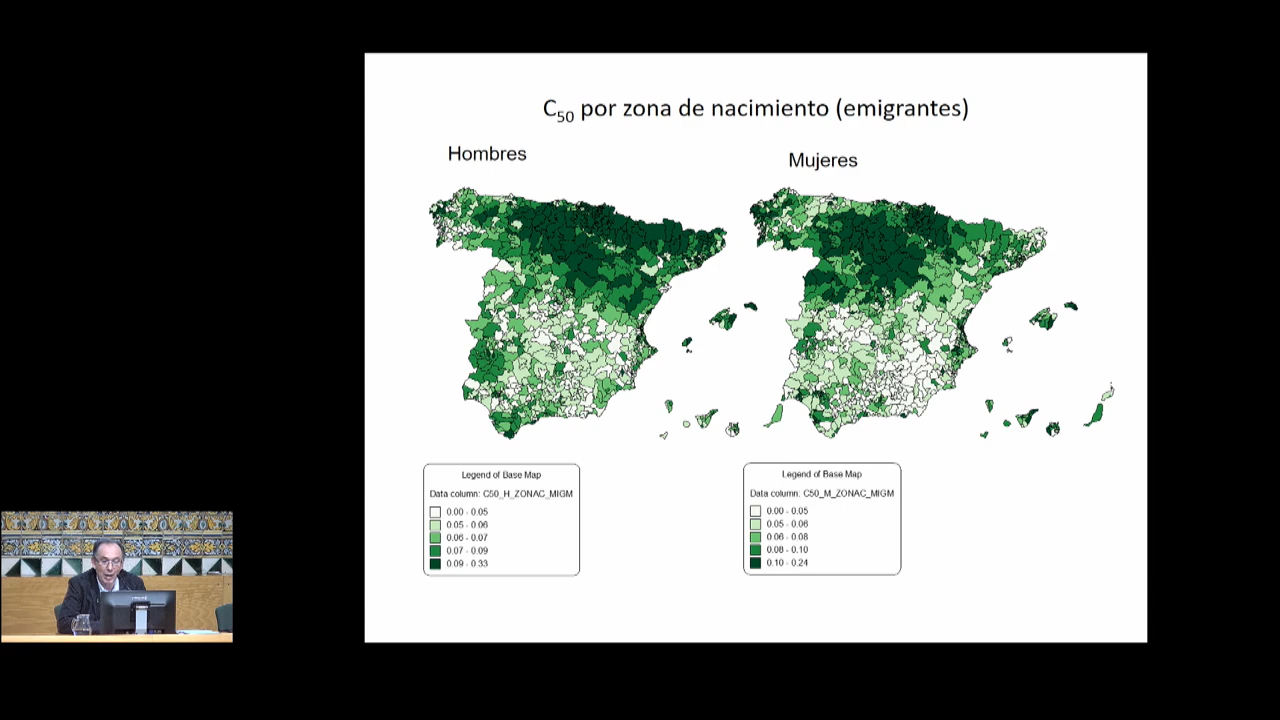 C50 por zona de nacimiento (emigrantes)
Hombres
Mujeres
Legend of Base Map
Data column: C50_H_ZONAC_MIGM
0.00 - 0.05
0.05 - 0.06
0.06 - 0.07
0.07 - 0.09
0.09 - 0.33
Legend of Base Map
Data column: C50_M_ZONAC_MIGM
0.00 - 0.05
0.05 - 0.06
0.06 - 0.08
0.08 - 0.10
0.10 - 0.24